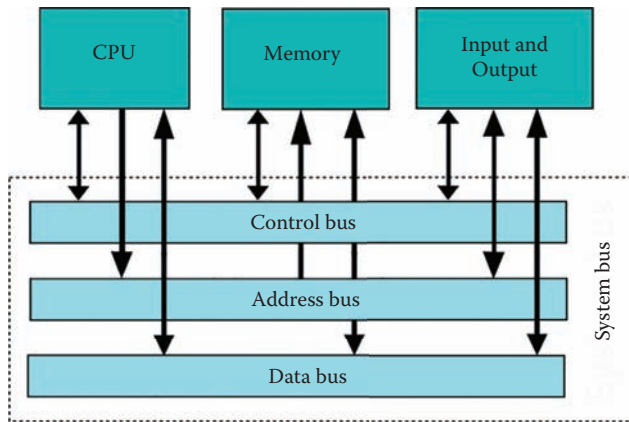 CPU
Memory
Input and
Output
Control bus
Address bus
Data bus
System bus